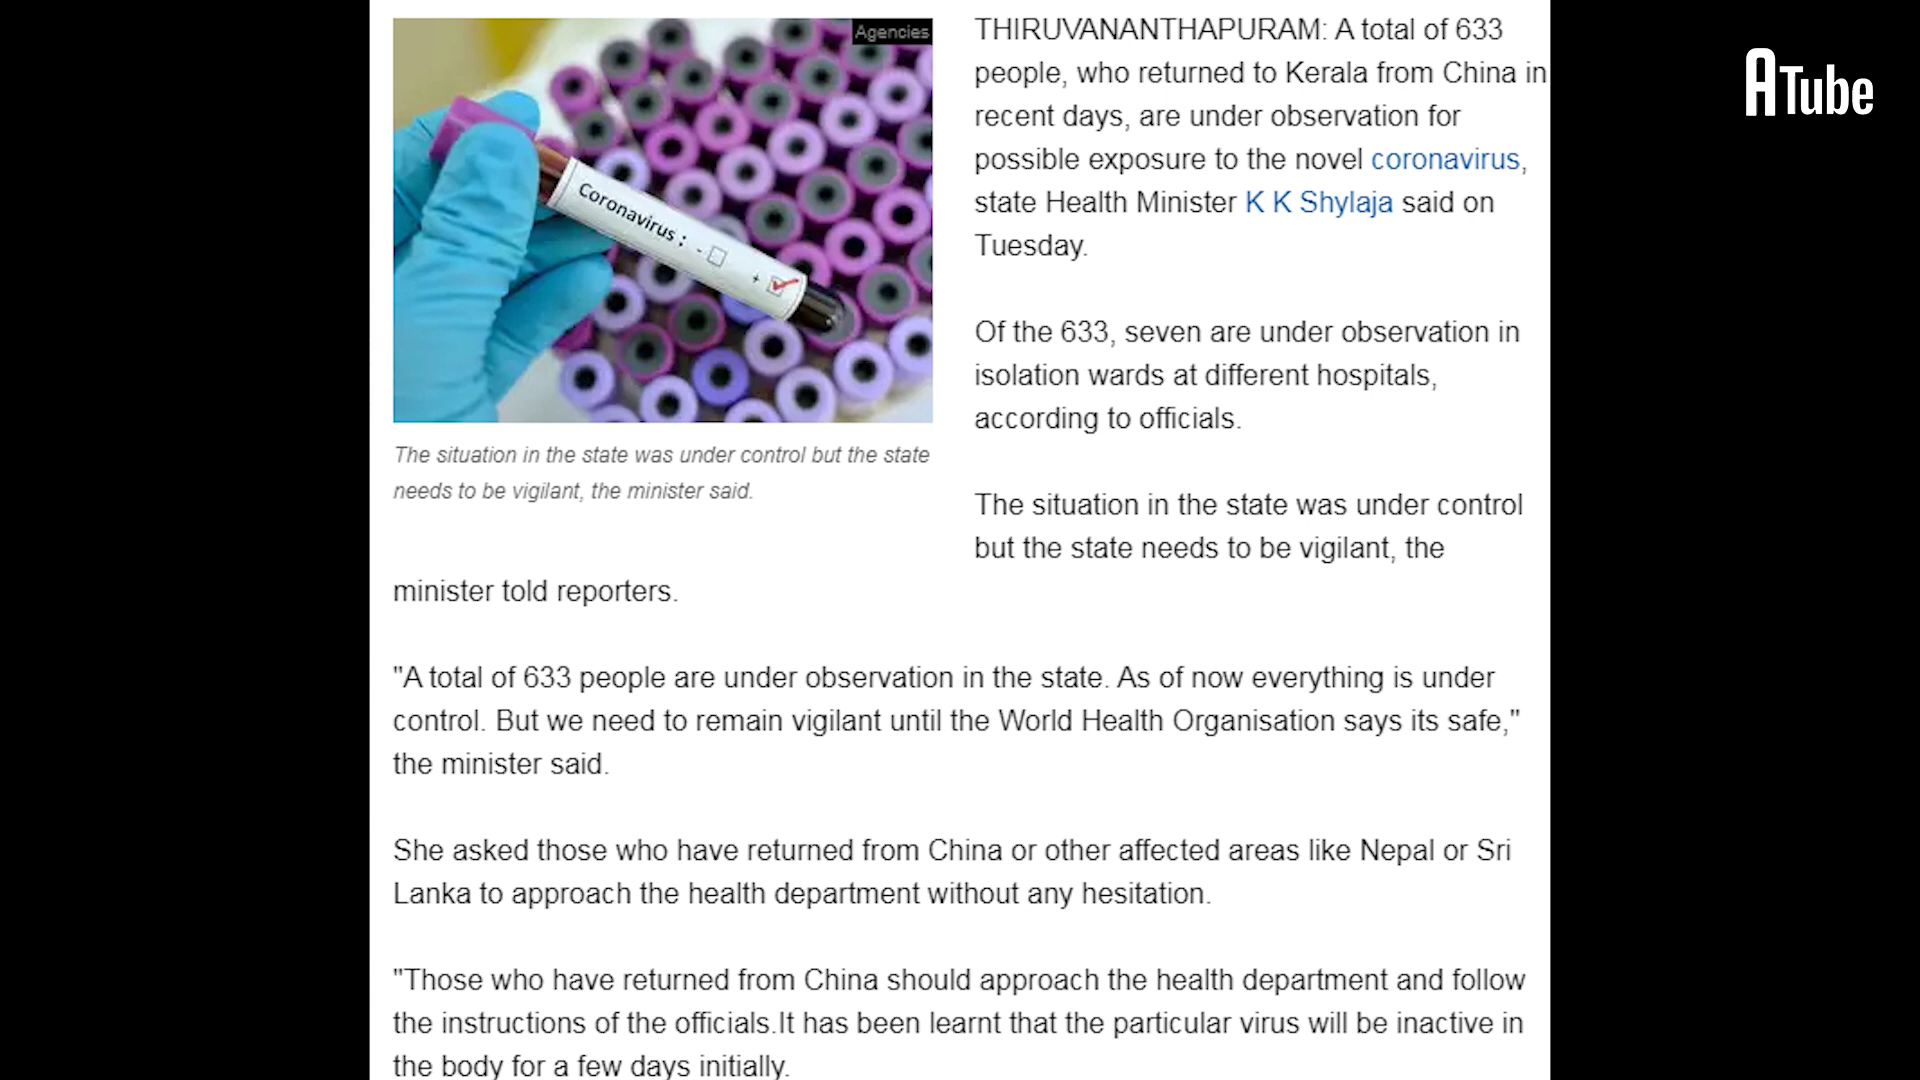 Agencies
Coronavirus : -
+
The situation in the state was under control but the state
needs to be vigilant, the minister said.
THIRUVANANTHAPURAM: A total of 633
people, who returned to Kerala from China in
recent days, are under observation for
possible exposure to the novel coronavirus,
state Health Minister K K Shylaja said on
Tuesday.
Of the 633, seven are under observation in
isolation wards at different hospitals,
according to officials.
The situation in the state was under control
but the state needs to be vigilant, the
minister told reporters.
"A total of 633 people are under observation in the state. As of now everything is under
control. But we need to remain vigilant until the World Health Organisation says its safe,"
the minister said.
She asked those who have returned from China or other affected areas like Nepal or Sri
Lanka to approach the health department without any hesitation.
"Those who have returned from China should approach the health department and follow
the instructions of the officials.It has been learnt that the particular virus will be inactive in
the body for a few days initially.
ATube